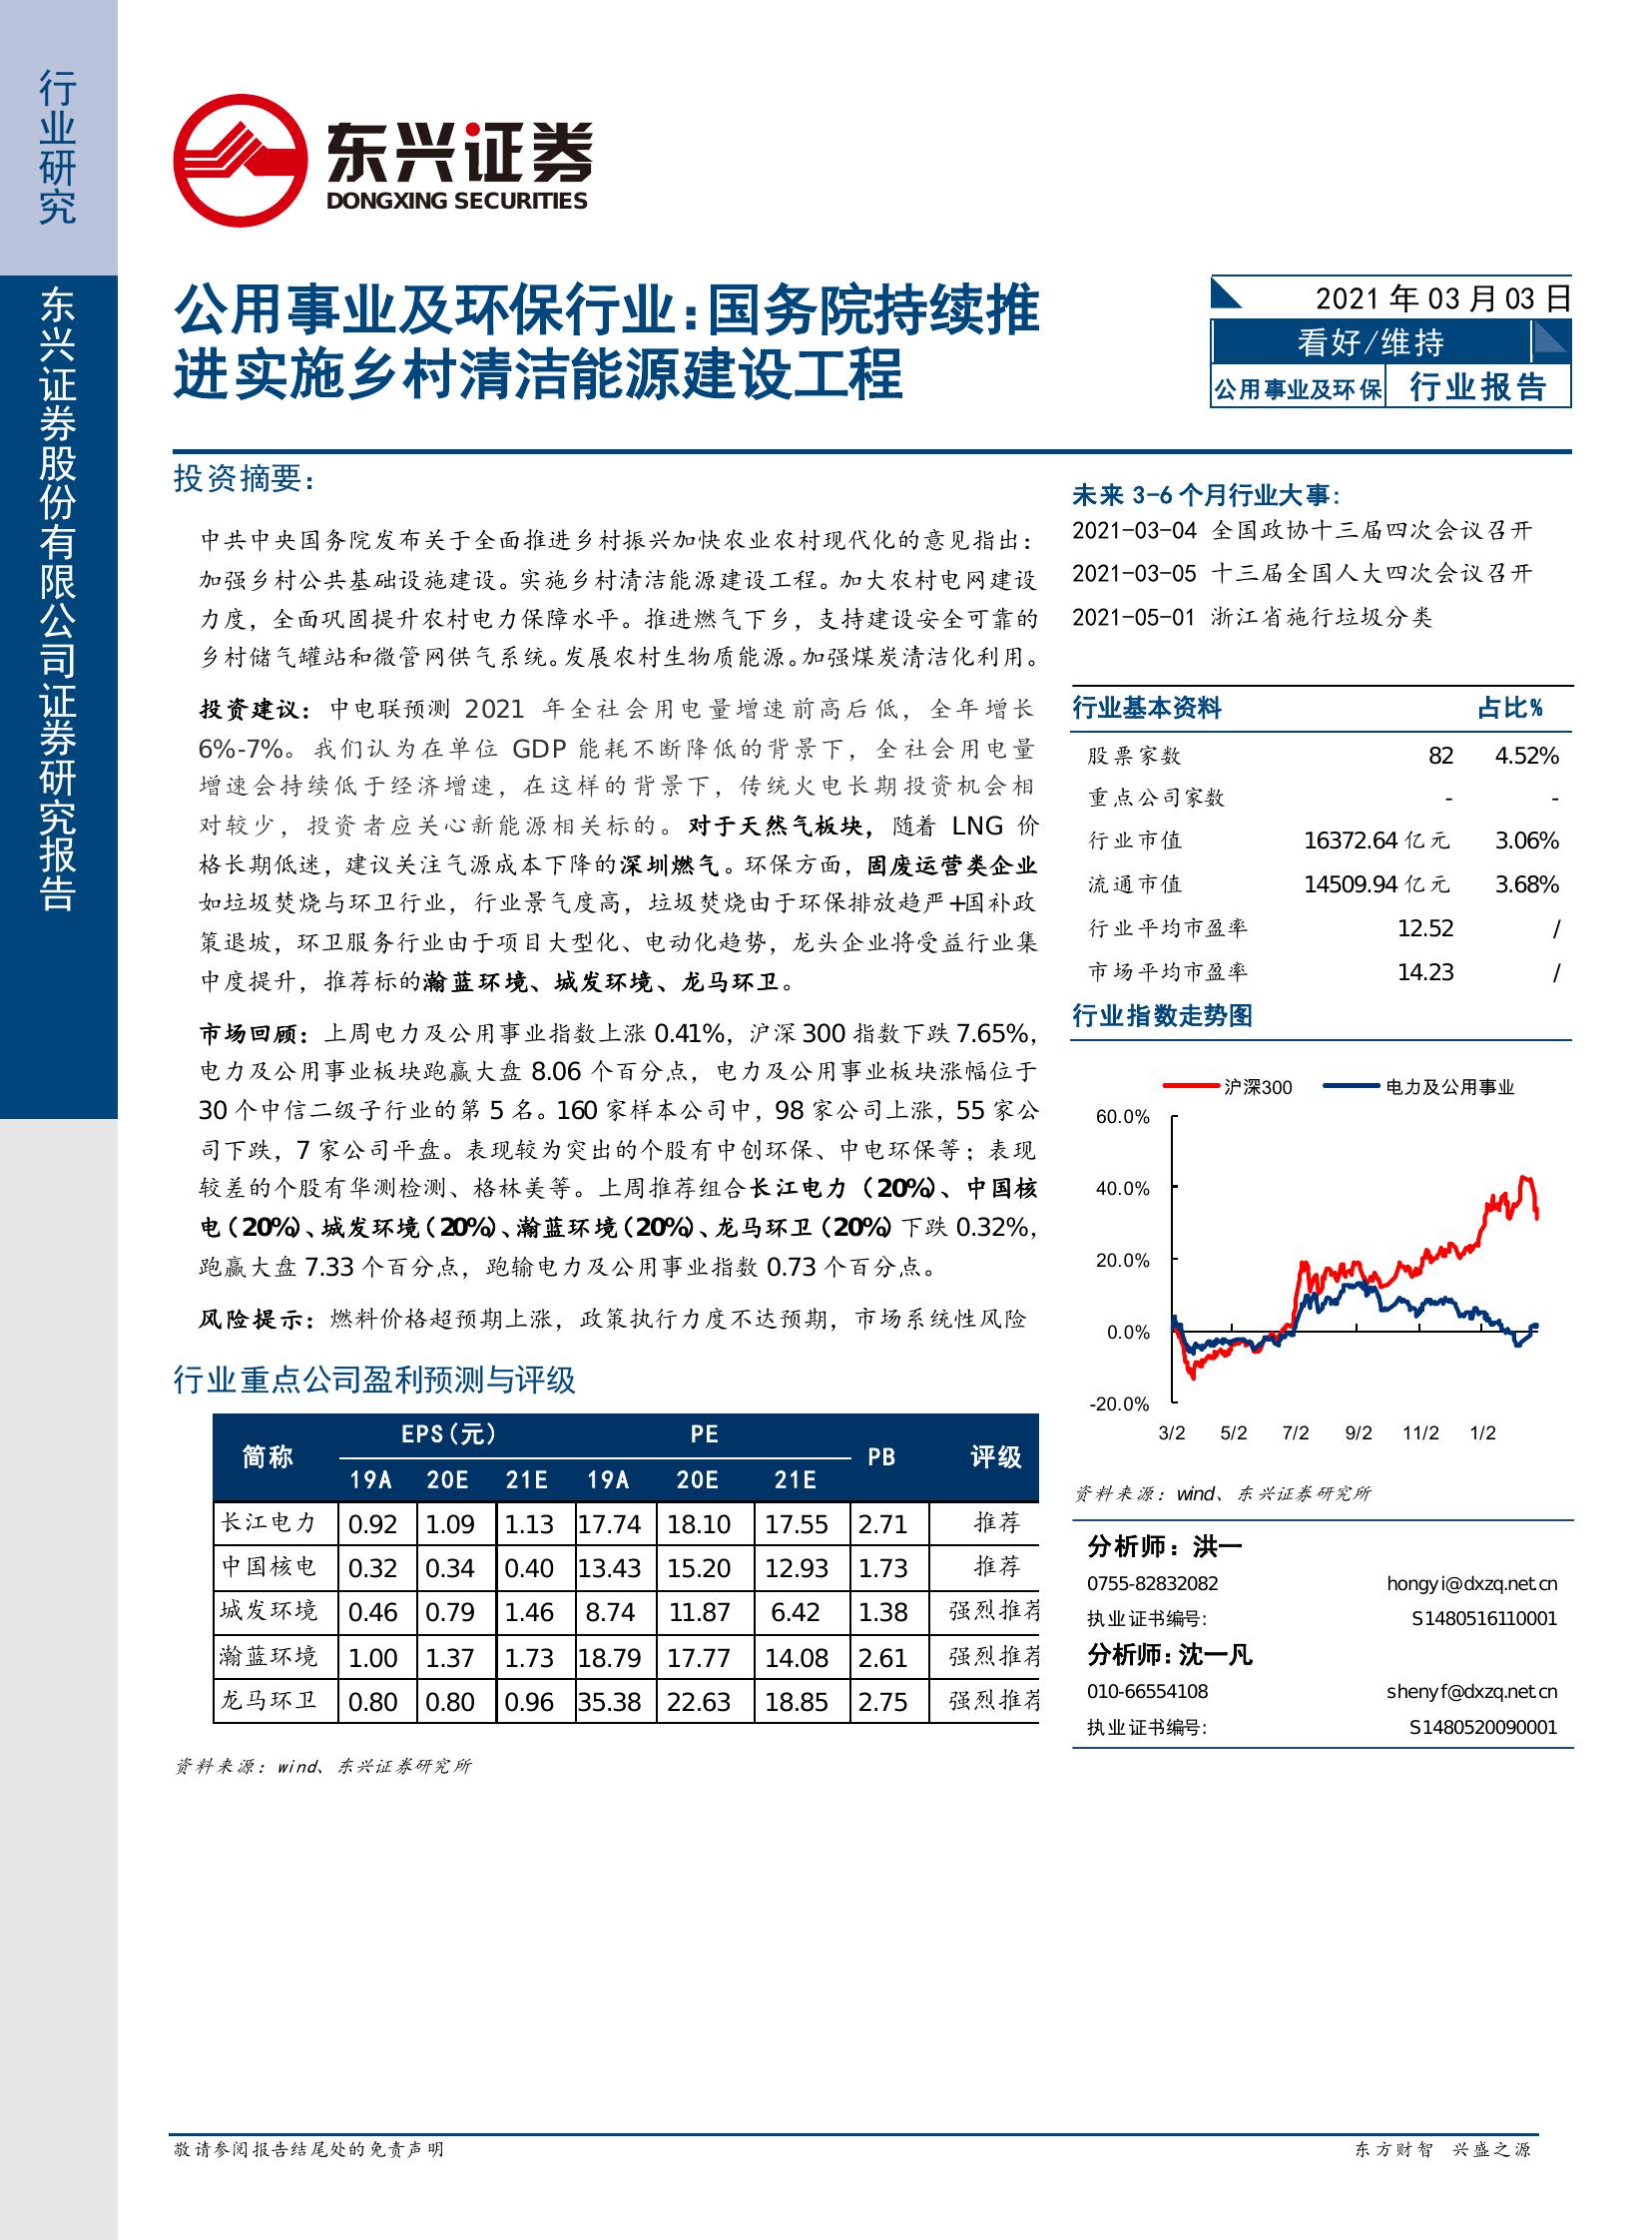 行业研究
东兴证券股份有限公司证券研究报告
东兴证券
DONGXING SECURITIES
公用事业及环保行业：国务院持续推
进实施乡村清洁能源建设工程
2021 年 03 月 03 日
看好/维持
公用事业及环保 行业报告
投资摘要：
中共中央国务院发布关于全面推进乡村振兴加快农业农村现代化的意见指出：
加强乡村公共基础设施建设。实施乡村清洁能源建设工程。加大农村电网建设
力度，全面巩固提升农村电力保障水平。推进燃气下乡，支持建设安全可靠的
乡村储气罐站和微管网供气系统。发展农村生物质能源。加强煤炭清洁化利用。
投资建议：中电联预测 2021 年全社会用电量增速前高后低，全年增长
6%-7%。我们认为在单位 GDP 能耗不断降低的背景下，全社会用电量
增速会持续低于经济增速，在这样的背景下，传统火电长期投资机会相
对较少，投资者应关心新能源相关标的。对于天然气板块，随着 LNG 价
格长期低迷，建议关注气源成本下降的深圳燃气。环保方面，固废运营类企业
如垃圾焚烧与环卫行业，行业景气度高，垃圾焚烧由于环保排放趋严+国补政
策退坡，环卫服务行业由于项目大型化、电动化趋势，龙头企业将受益行业集
中度提升，推荐标的瀚蓝环境、城发环境、龙马环卫。
市场回顾：上周电力及公用事业指数上涨 0.41%，沪深 300 指数下跌 7.65%，
电力及公用事业板块跑赢大盘 8.06 个百分点，电力及公用事业板块涨幅位于
30 个中信二级子行业的第 5 名。160 家样本公司中，98 家公司上涨，55 家公
司下跌，7 家公司平盘。表现较为突出的个股有中创环保、中电环保等；表现
较差的个股有华测检测、格林美等。上周推荐组合长江电力（20%）、中国核
电（20%）、城发环境（20%）、瀚蓝环境（20%）、龙马环卫（20%）下跌 0.32%，
跑赢大盘 7.33 个百分点，跑输电力及公用事业指数 0.73 个百分点。
风险提示：燃料价格超预期上涨，政策执行力度不达预期，市场系统性风险
行业重点公司盈利预测与评级
简称 EPS(元) PE PB 评级
19A 20E 21E 19A 20E 21E
长江电力 0.92 1.09 1.13 17.74 18.10 17.55 2.71 推荐
中国核电 0.32 0.34 0.40 13.43 15.20 12.93 1.73 推荐
城发环境 0.46 0.79 1.46 8.74 11.87 6.42 1.38 强烈推荐
瀚蓝环境 1.00 1.37 1.73 18.79 17.77 14.08 2.61 强烈推荐
龙马环卫 0.80 0.80 0.96 35.38 22.63 18.85 2.75 强烈推荐
资料来源：wind、东兴证券研究所
未来 3-6 个月行业大事：
2021-03-04 全国政协十三届四次会议召开
2021-03-05 十三届全国人大四次会议召开
2021-05-01 浙江省施行垃圾分类
行业基本资料 占比%
股票家数 82 4.52%
重点公司家数 - -
行业市值 16372.64 亿元 3.06%
流通市值 14509.94 亿元 3.68%
行业平均市盈率 12.52 /
市场平均市盈率 14.23 /
行业指数走势图
沪深300 电力及公用事业
60.0%
40.0%
20.0%
0.0%
-20.0%
3/2 5/2 7/2 9/2 11/2 1/2
资料来源：wind、东兴证券研究所
分析师：洪一
0755-82832082 hongyi@dxzq.net.cn
执业证书编号: S1480516110001
分析师：沈一凡
010-66554108 shenyf@dxzq.net.cn
执业证书编号: S1480520090001
敬请参阅报告结尾处的免责声明 东方财智 兴盛之源